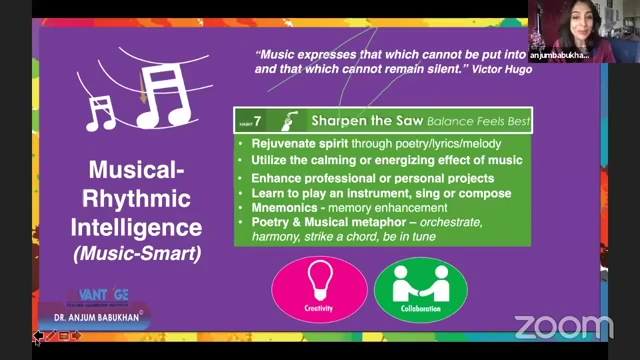 anjumbabukha...
“Music expresses that which cannot be put into
and that which cannot remain silent.” Victor Hugo
HABIT 7 Sharpen the Saw Balance Feels Best
• Rejuvenate spirit through poetry/lyrics/melody
• Utilize the calming or energizing effect of music
• Enhance professional or personal projects
• Learn to play an instrument, sing or compose
• Mnemonics - memory enhancement
• Poetry & Musical metaphor – orchestrate,
harmony, strike a chord, be in tune
Musical-
Rhythmic
Intelligence
(Music-Smart)
Creativity
Collaboration
DR. ANJUM BABUKHAN
zoom